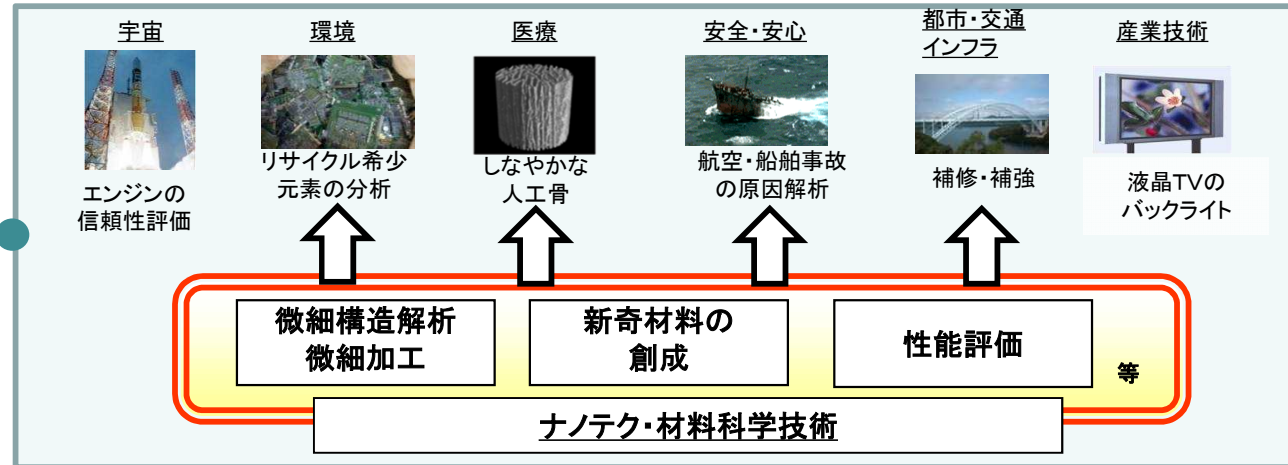 宇宙
環境
医療
安全・安心
都市・交通
インフラ
産業技術
エンジンの
信頼性評価
リサイクル希少
元素の分析
しなやかな
人工骨
航空・船舶事故
の原因解析
補修・補強
液晶TVの
バックライト
微細構造解析
微細加工
新奇材料の
創成
性能評価
等
ナノテク・材料科学技術